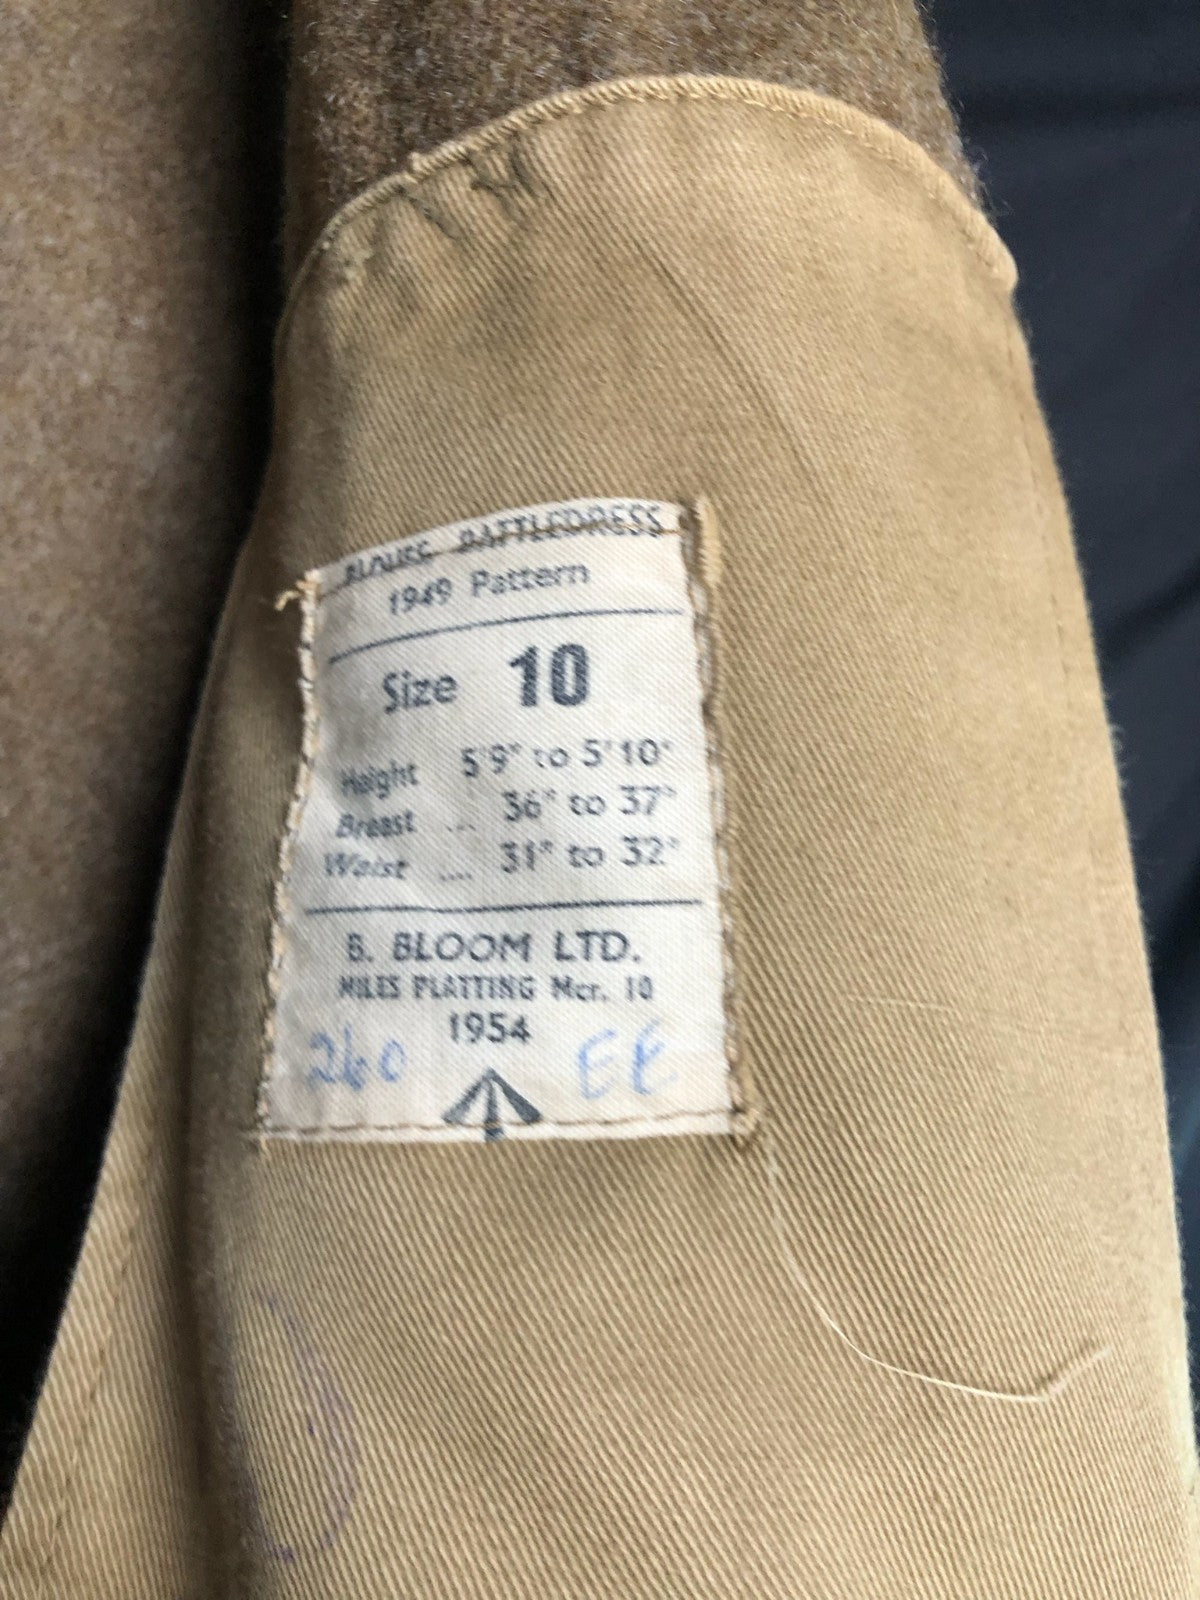 BLOUSE BATTLEDRESS
1949 Pattern
Size 10
Height 5'9" to 5'10"
Breast ... 36" to 37"
Waist ... 31" to 32"
B. BLOOM LTD.
MILES PLATTING Mcr. 10
1954
260 EE